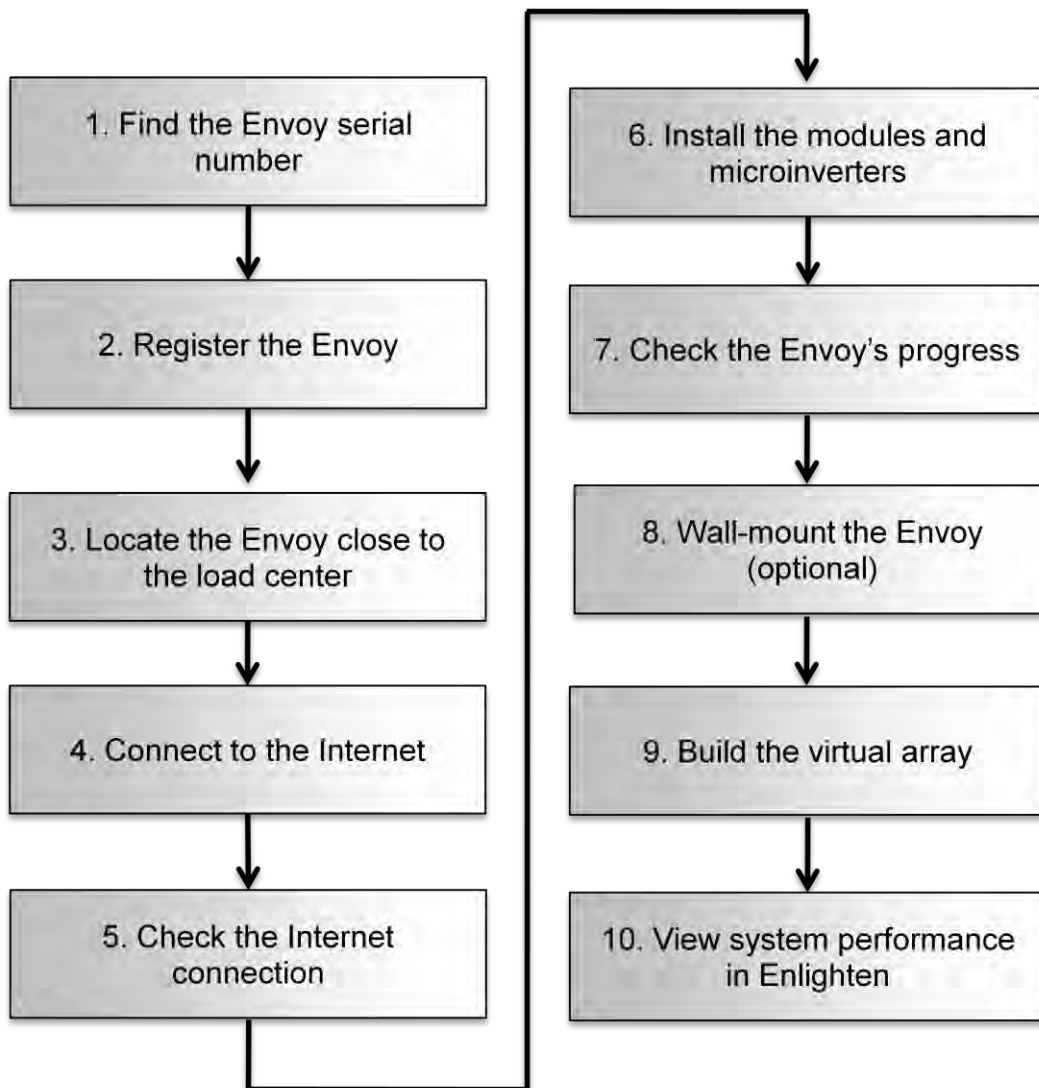 1. Find the Envoy serial
number
2. Register the Envoy
3. Locate the Envoy close to
the load center
4. Connect to the Internet
5. Check the Internet
connection
6. Install the modules and
microinverters
7. Check the Envoy’s progress
8. Wall-mount the Envoy
(optional)
9. Build the virtual array
10. View system performance
in Enlighten